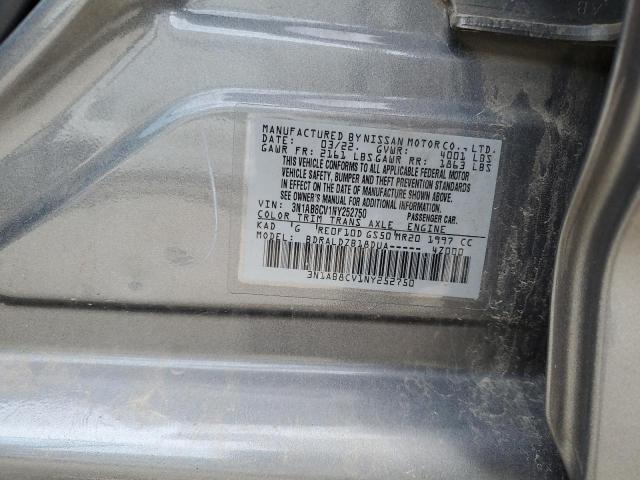 MANUFACTURED BY NISSAN MOTOR CO., LTD.
DATE: 03/22. GVWR: 4001 LBS
GAWR FR: 2161 LBS GAWR RR: 1863 LBS
THIS VEHICLE CONFORMS TO ALL APPLICABLE FEDERAL MOTOR
VEHICLE SAFETY, BUMPER AND THEFT PREVENTION STANDARDS
IN EFFECT ON THE DATE OF MANUFACTURE SHOWN ABOVE.
SEE OWNER'S MANUAL FOR ADDITIONAL INFORMATION.
VIN: 3N1AB8CV1NY252750 PASSENGER CAR
COLOR TRIM TRANS AXLE ENGINE
KAD G RE0F10D GS50 MR20 1997 CC
MODEL: BDRALDZB18DUA----- 4Z000
3N1AB8CV1NY252750